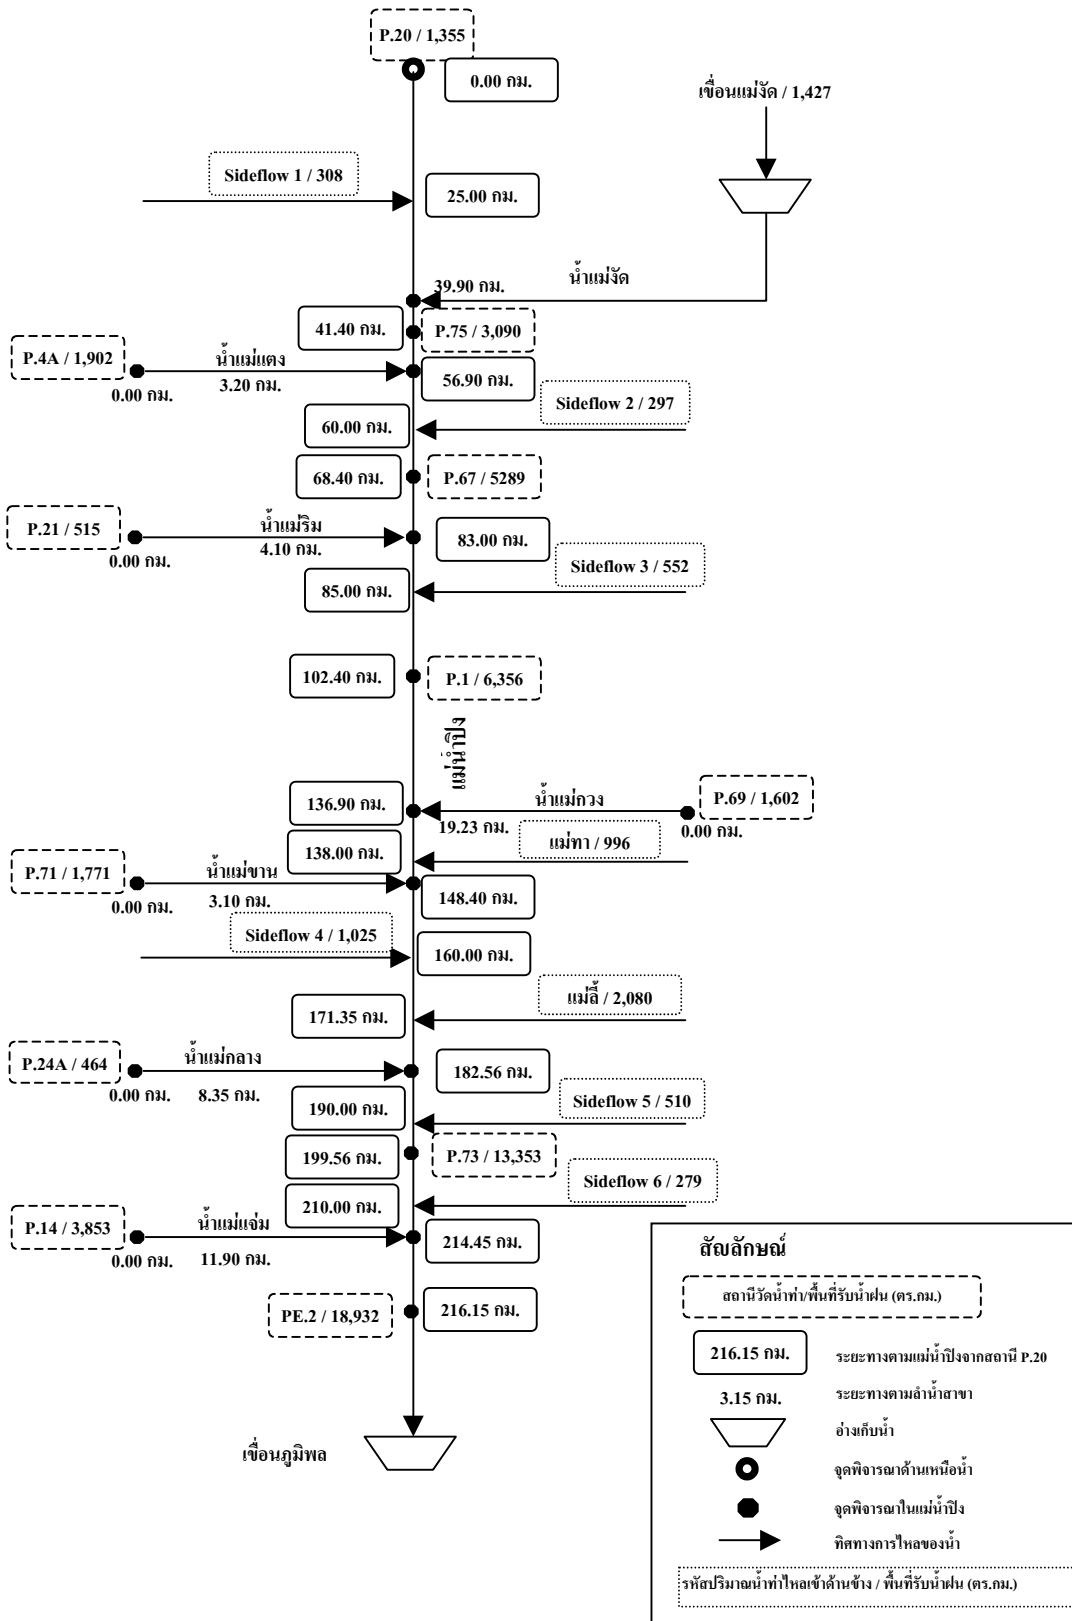 P.20 / 1,355
0.00 กม.
เขื่อนแม่งัด / 1,427
Sideflow 1 / 308
25.00 กม.
น้ำแม่งัด
39.90 กม.
41.40 กม.
P.75 / 3,090
P.4A / 1,902
น้ำแม่แตง
3.20 กม.
0.00 กม.
56.90 กม.
Sideflow 2 / 297
60.00 กม.
68.40 กม.
P.67 / 5289
P.21 / 515
น้ำแม่ริม
4.10 กม.
0.00 กม.
83.00 กม.
Sideflow 3 / 552
85.00 กม.
102.40 กม.
P.1 / 6,356
แม่น้ำปิง
136.90 กม.
น้ำแม่กวง
P.69 / 1,602
19.23 กม.
0.00 กม.
138.00 กม.
แม่ทา / 996
P.71 / 1,771
น้ำแม่ขาน
3.10 กม.
0.00 กม.
148.40 กม.
Sideflow 4 / 1,025
160.00 กม.
แม่ลี้ / 2,080
171.35 กม.
P.24A / 464
น้ำแม่กลาง
0.00 กม.
8.35 กม.
182.56 กม.
190.00 กม.
Sideflow 5 / 510
199.56 กม.
P.73 / 13,353
Sideflow 6 / 279
210.00 กม.
P.14 / 3,853
น้ำแม่แจ่ม
0.00 กม.
11.90 กม.
214.45 กม.
PE.2 / 18,932
216.15 กม.
เขื่อนภูมิพล
สัญลักษณ์
สถานีวัดน้ำท่า/พื้นที่รับน้ำฝน (ตร.กม.)
216.15 กม.
ระยะทางตามแม่น้ำปิงจากสถานี P.20
3.15 กม.
ระยะทางตามลำน้ำสาขา
อ่างเก็บน้ำ
จุดพิจารณาด้านเหนือน้ำ
จุดพิจารณาในแม่น้ำปิง
ทิศทางการไหลของน้ำ
รหัสปริมาณน้ำท่าไหลเข้าด้านข้าง / พื้นที่รับน้ำฝน (ตร.กม.)